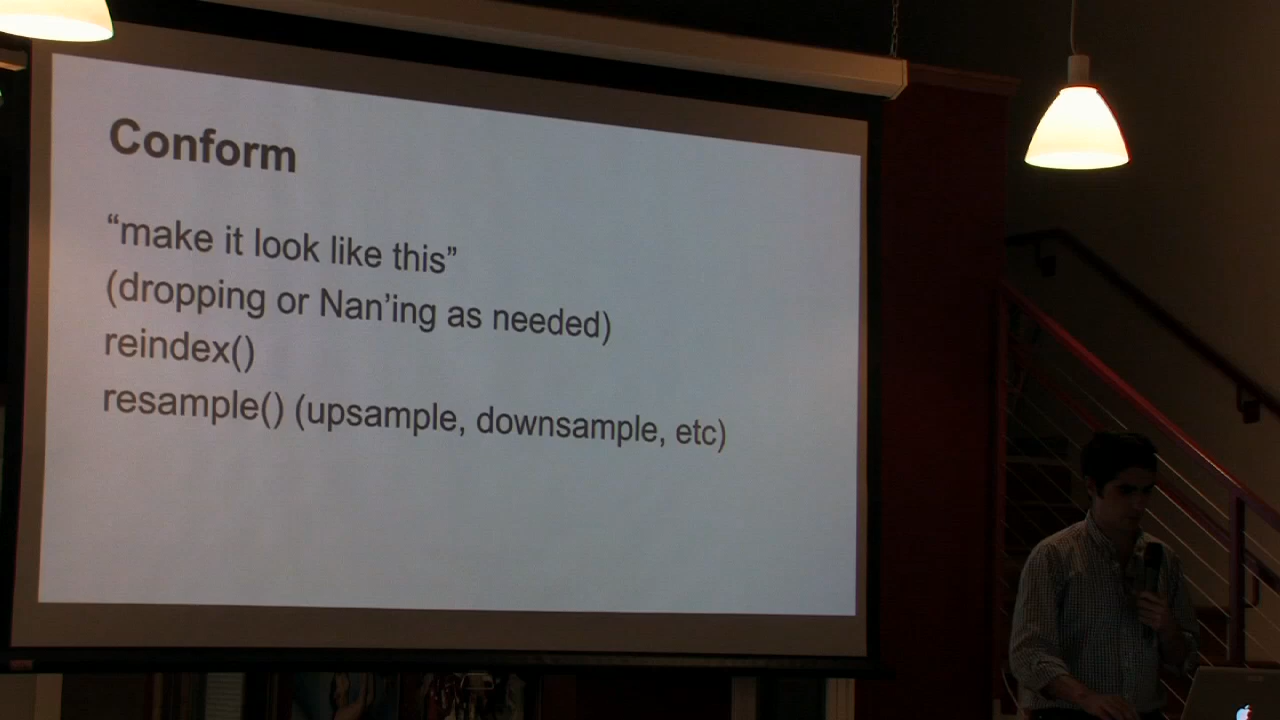 Conform
“make it look like this”
(dropping or Nan’ing as needed)
reindex()
resample() (upsample, downsample, etc)